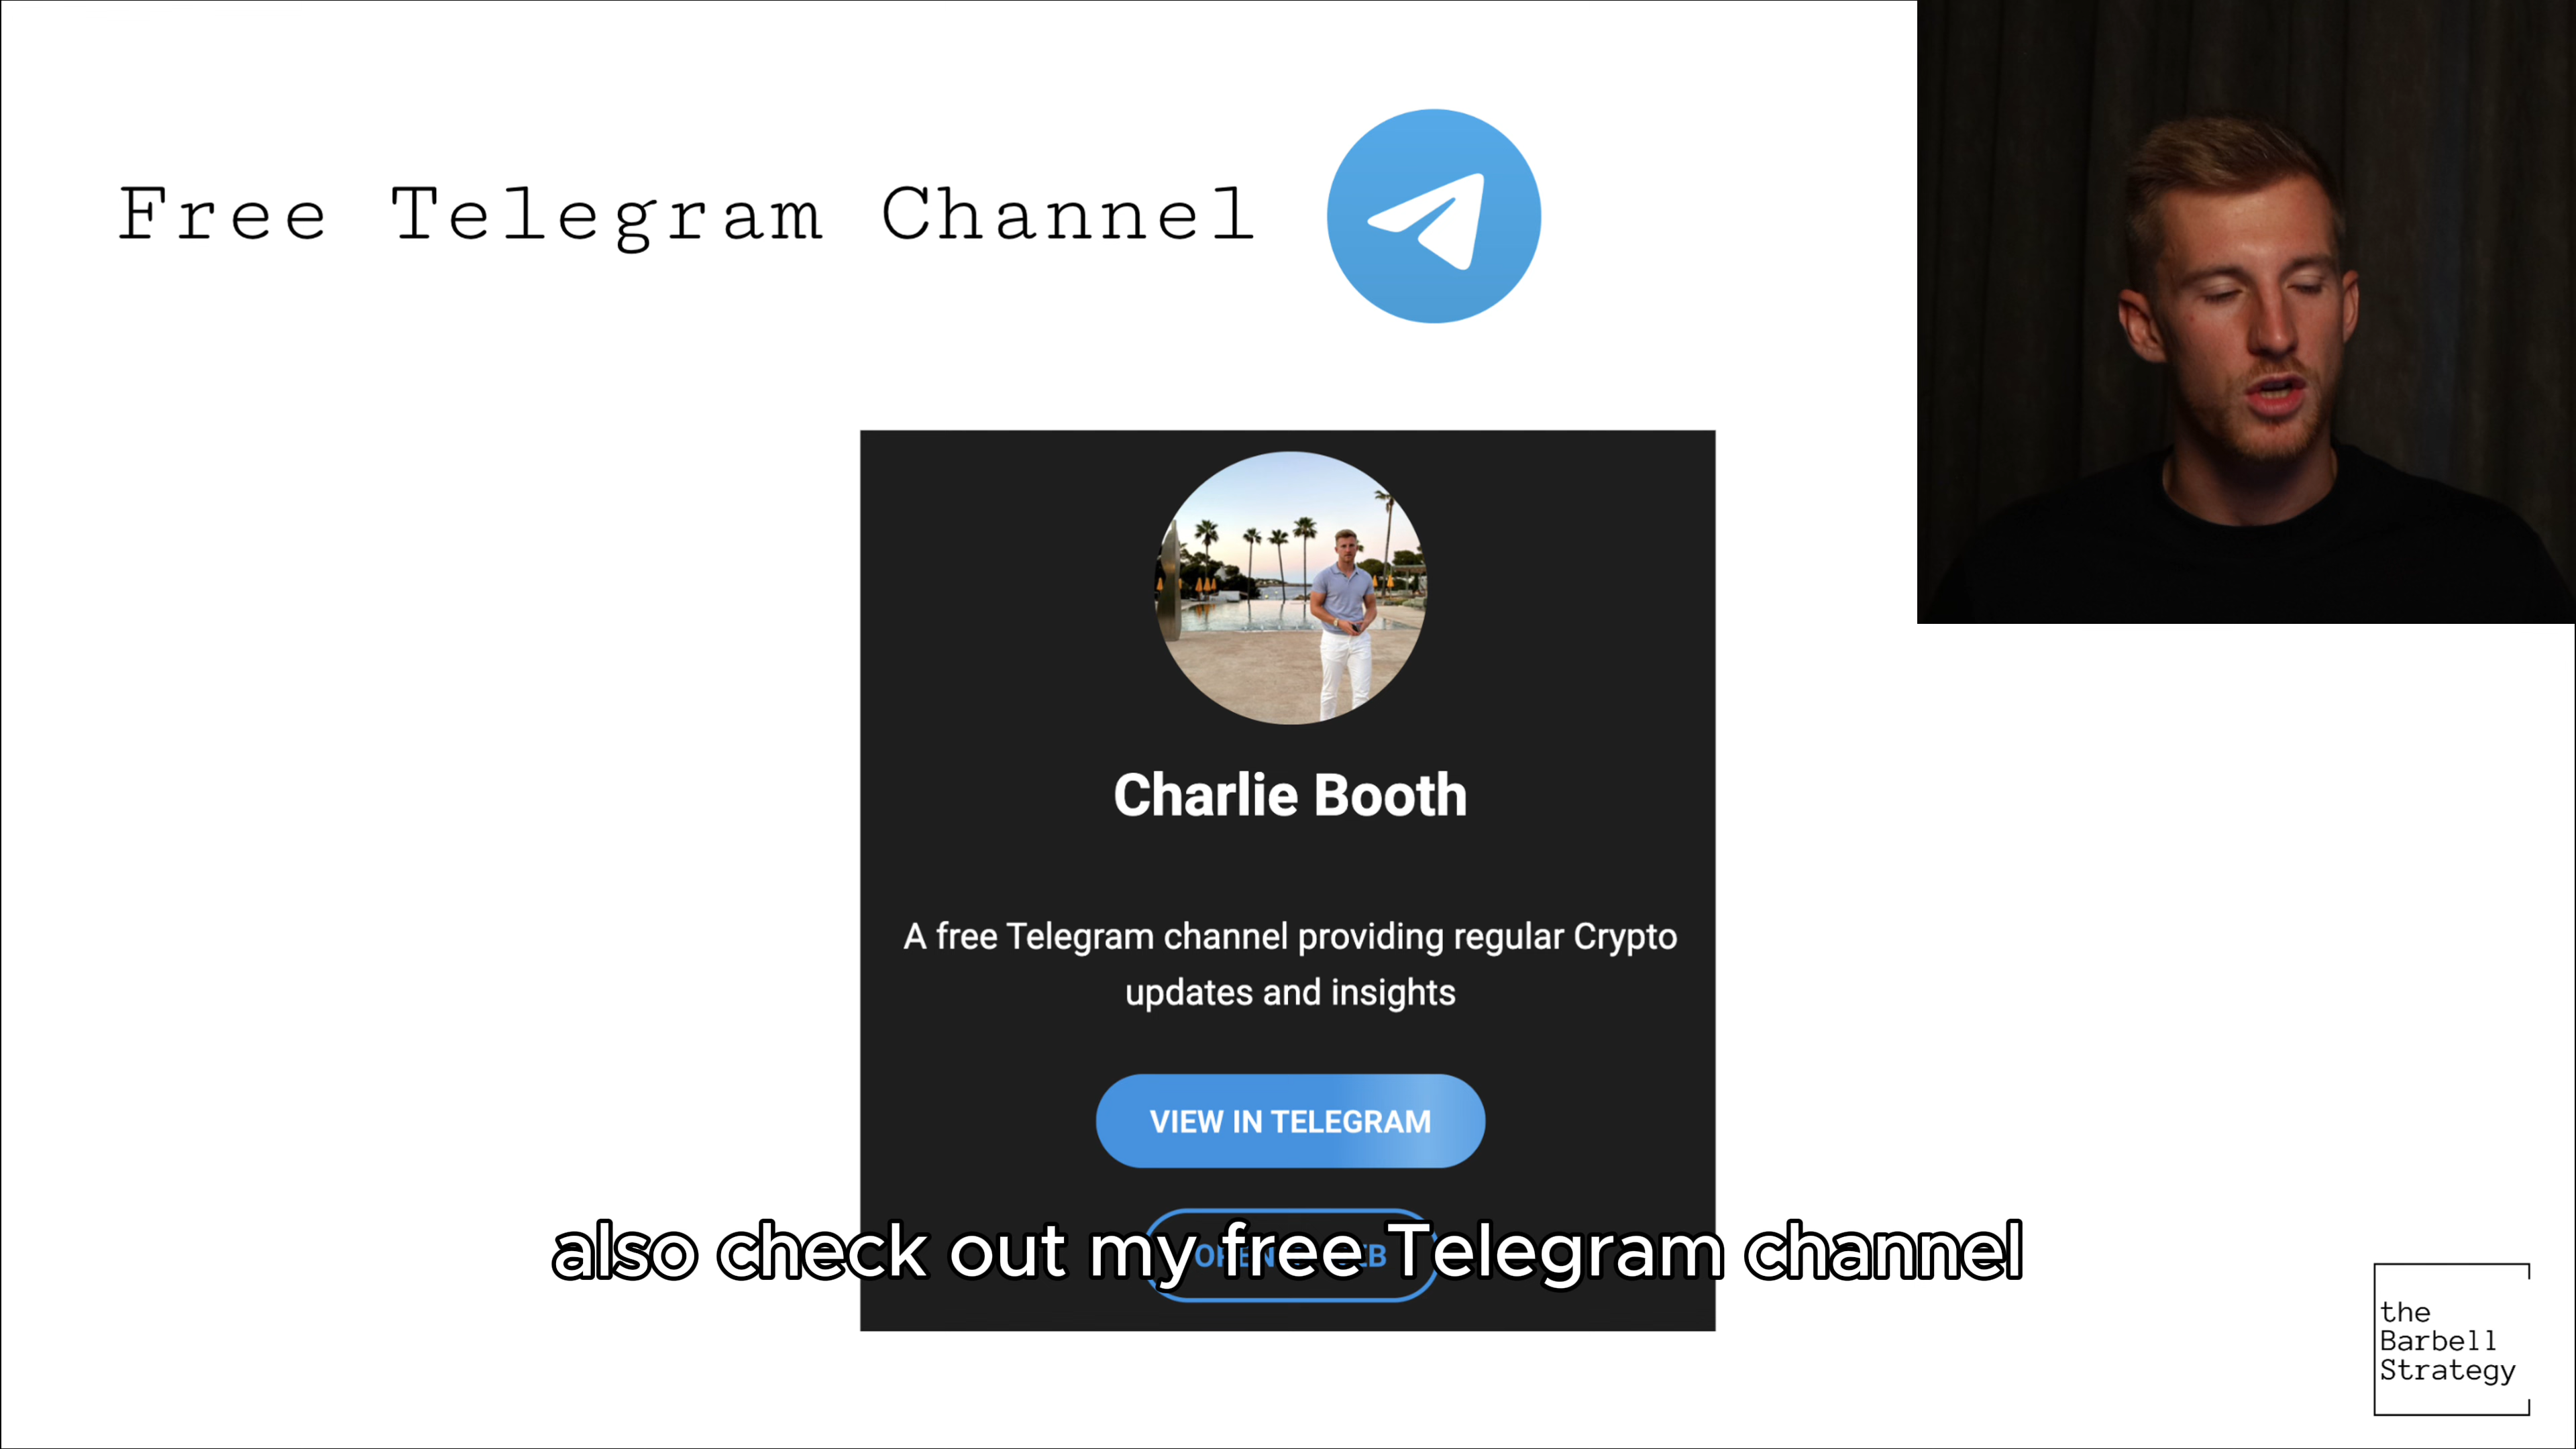 Free Telegram Channel
Charlie Booth
A free Telegram channel providing regular Crypto
updates and insights
VIEW IN TELEGRAM
also check out my free Telegram channel
the
Barbell
Strategy